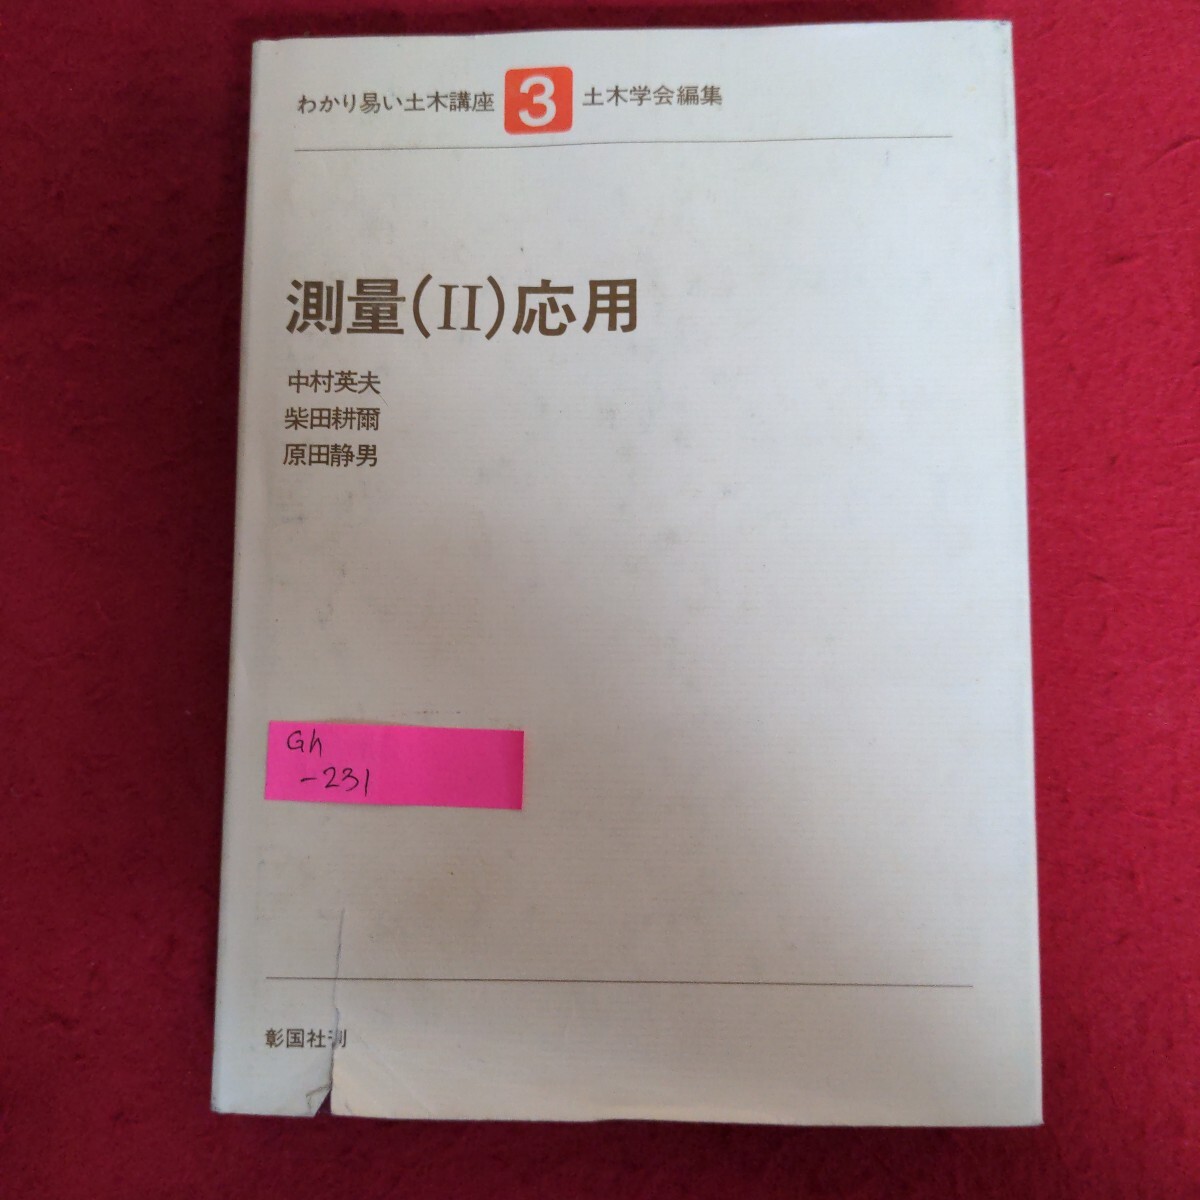 わかり易い土木講座 3 土木学会編集
測量(II)応用
中村英夫
柴田耕爾
原田静男
Gh
-231
彰国社刊